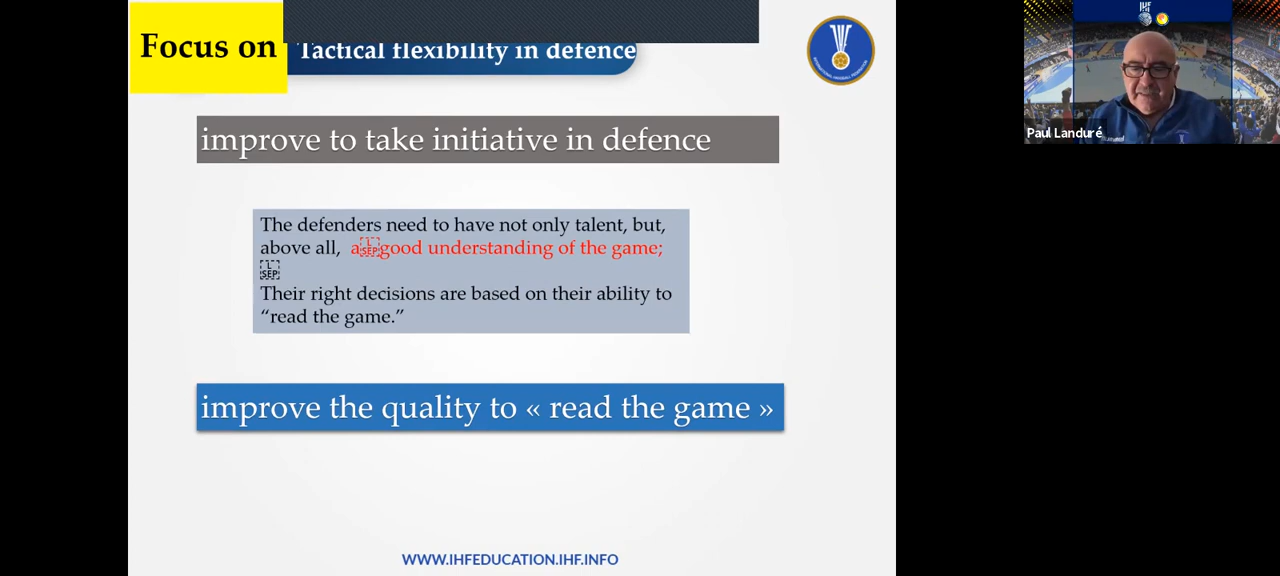 Focus on
Tactical flexibility in defence
improve to take initiative in defence
The defenders need to have not only talent, but,
above all, a good understanding of the game;
Their right decisions are based on their ability to
“read the game.”
improve the quality to « read the game »
WWW.IHFEDUCATION.IHF.INFO
IHF
Paul Landuré